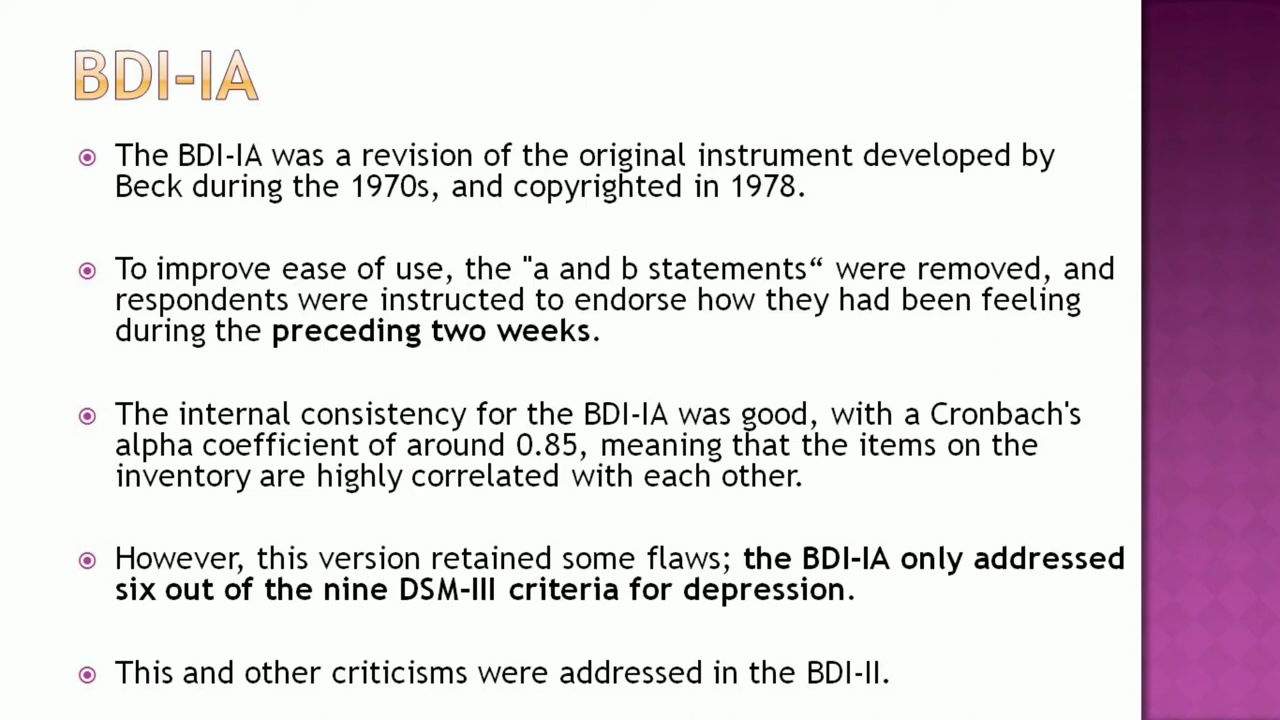 BDI-IA
The BDI-IA was a revision of the original instrument developed by
Beck during the 1970s, and copyrighted in 1978.
To improve ease of use, the "a and b statements“ were removed, and
respondents were instructed to endorse how they had been feeling
during the preceding two weeks.
The internal consistency for the BDI-IA was good, with a Cronbach's
alpha coefficient of around 0.85, meaning that the items on the
inventory are highly correlated with each other.
However, this version retained some flaws; the BDI-IA only addressed
six out of the nine DSM-III criteria for depression.
This and other criticisms were addressed in the BDI-II.